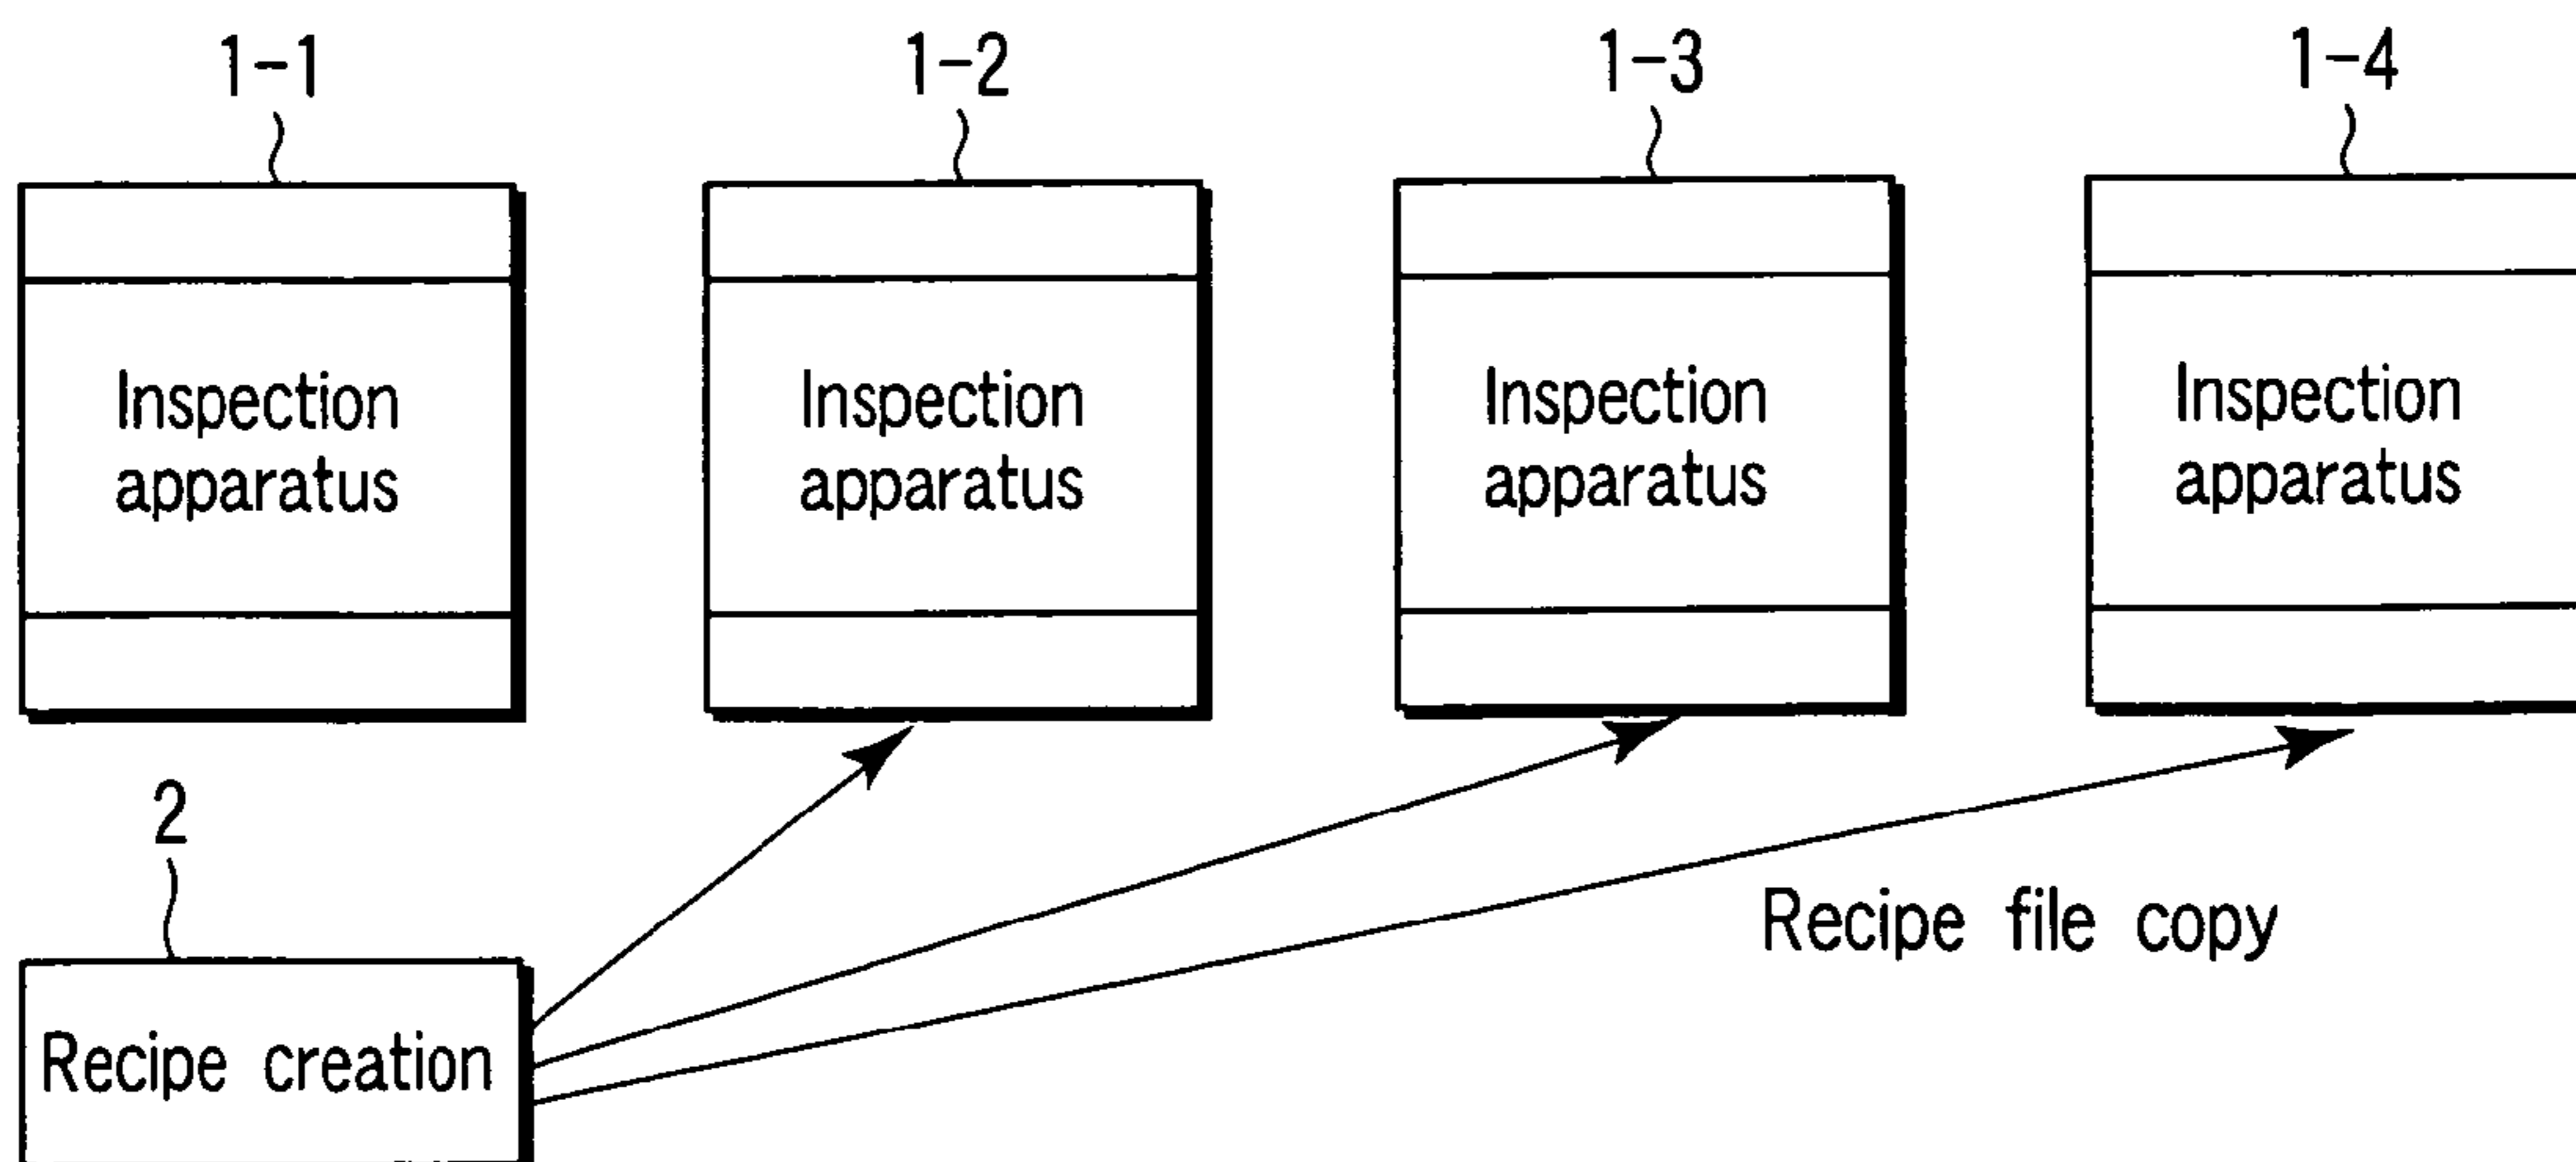 1-1
1-2
1-3
1-4
Inspection
apparatus
Inspection
apparatus
Inspection
apparatus
Inspection
apparatus
2
Recipe file copy
Recipe creation